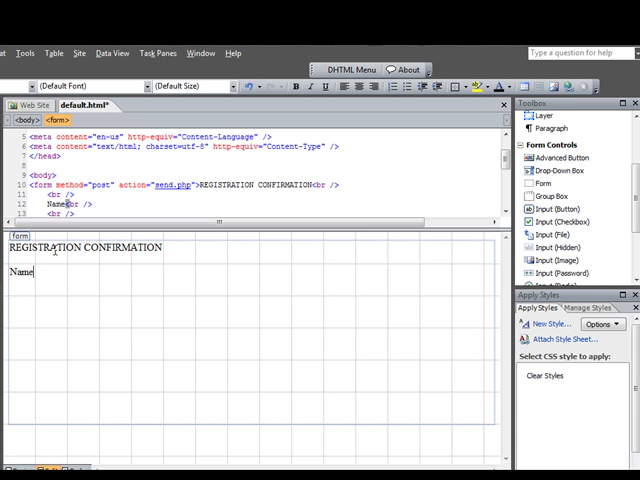 at Tools Table Site Data View Task Panes Window Help Type a question for help
DHTML Menu About
(Default Font) (Default Size) B I U A
Web Site default.html*
<body> <form>
5 <meta content="en-us" http-equiv="Content-Language" />
6 <meta content="text/html; charset=utf-8" http-equiv="Content-Type" />
7 </head>
8
9 <body>
10 <form method="post" action="send.php">REGISTRATION CONFIRMATION<br />
11 <br />
12 Name<br />
13 <br />
form
REGISTRATION CONFIRMATION
Name
Toolbox
Layer
Paragraph
Form Controls
Advanced Button
Drop-Down Box
Form
Group Box
Input (Button)
Input (Checkbox)
Input (File)
Input (Hidden)
Input (Image)
Input (Password)
Apply Styles
Apply Styles Manage Styles
New Style... Options
Attach Style Sheet...
Select CSS style to apply:
Clear Styles